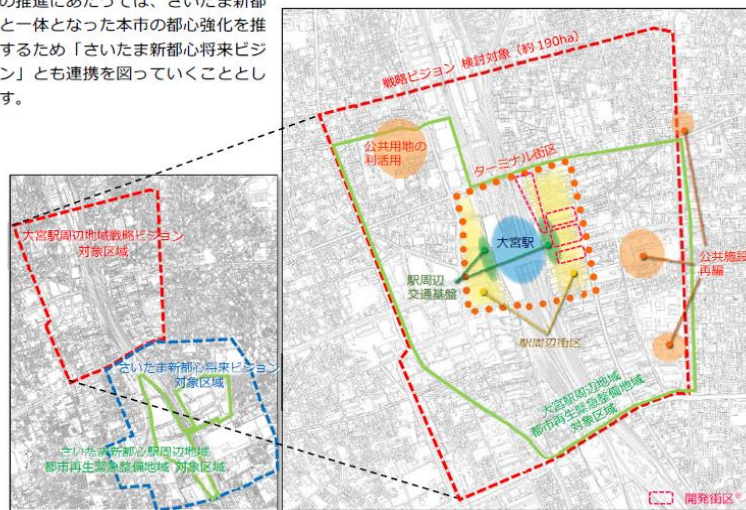 の推進にあたっては、さいたま新都
と一体となった本市の都心強化を推
するため「さいたま新都心将来ビジ
ン」とも連携を図っていくこととし
す。
大宮駅周辺地域戦略ビジョン
対象区域
さいたま新都心将来ビジョン
対象区域
さいたま新都心駅周辺地域
都市再生緊急整備地域 対象区域
戦略ビジョン 検討対象(約190ha)
公共用地の
利活用
ターミナル街区
大宮駅
駅周辺
交通基盤
駅周辺街区
公共施設
再編
大宮駅周辺地域
都市再生緊急整備地域
対象区域
開発街区※